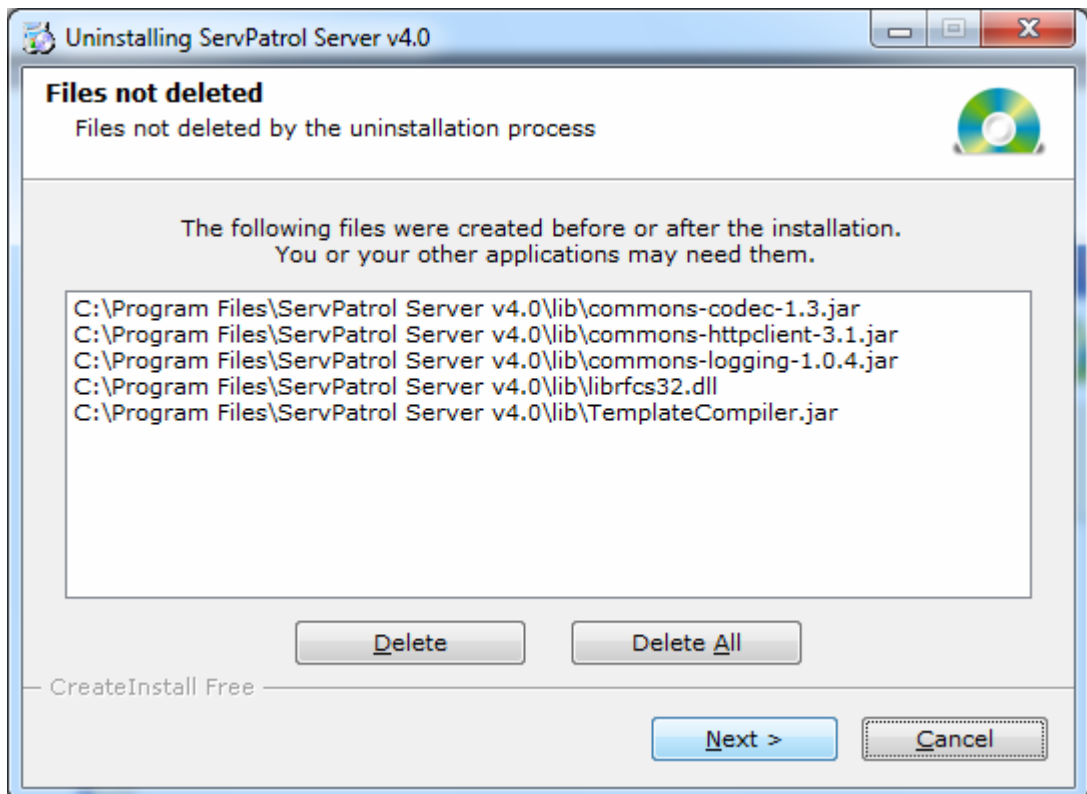 Uninstalling ServPatrol Server v4.0
Files not deleted
Files not deleted by the uninstallation process
The following files were created before or after the installation.
You or your other applications may need them.
C:\Program Files\ServPatrol Server v4.0\lib\commons-codec-1.3.jar
C:\Program Files\ServPatrol Server v4.0\lib\commons-httpclient-3.1.jar
C:\Program Files\ServPatrol Server v4.0\lib\commons-logging-1.0.4.jar
C:\Program Files\ServPatrol Server v4.0\lib\librfcs32.dll
C:\Program Files\ServPatrol Server v4.0\lib\TemplateCompiler.jar
Delete Delete All
CreateInstall Free
Next > Cancel